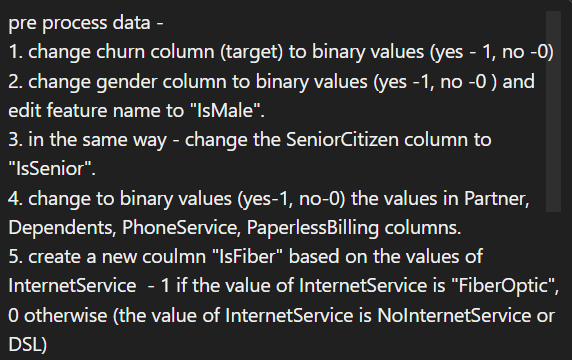 pre process data -
1. change churn column (target) to binary values (yes - 1, no -0)
2. change gender column to binary values (yes -1, no -0 ) and
edit feature name to "IsMale".
3. in the same way - change the SeniorCitizen column to
"IsSenior".
4. change to binary values (yes-1, no-0) the values in Partner,
Dependents, PhoneService, PaperlessBilling columns.
5. create a new coulmn "IsFiber" based on the values of
InternetService  - 1 if the value of InternetService is "FiberOptic",
0 otherwise (the value of InternetService is NoInternetService or
DSL)